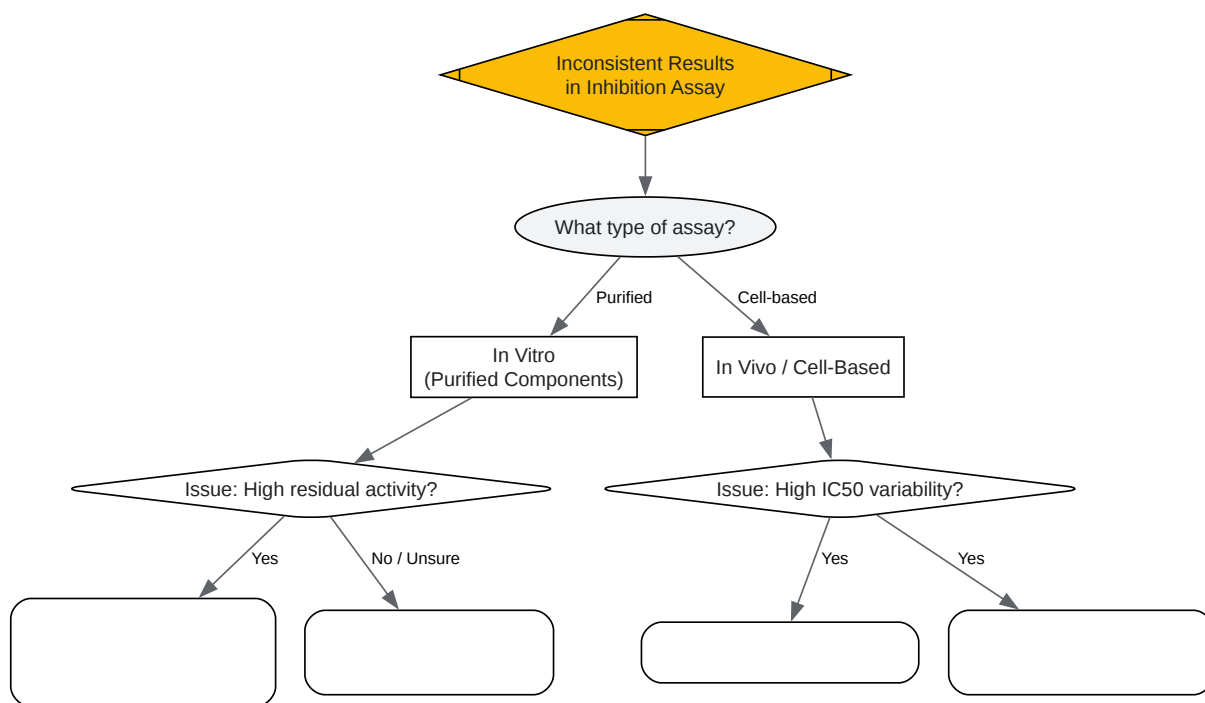 Inconsistent Results
in Inhibition Assay
What type of assay?
Purified
Cell-based
In Vitro
(Purified Components)
In Vivo / Cell-Based
Issue: High residual activity?
Issue: High IC50 variability?
Yes
No / Unsure
Yes
Yes